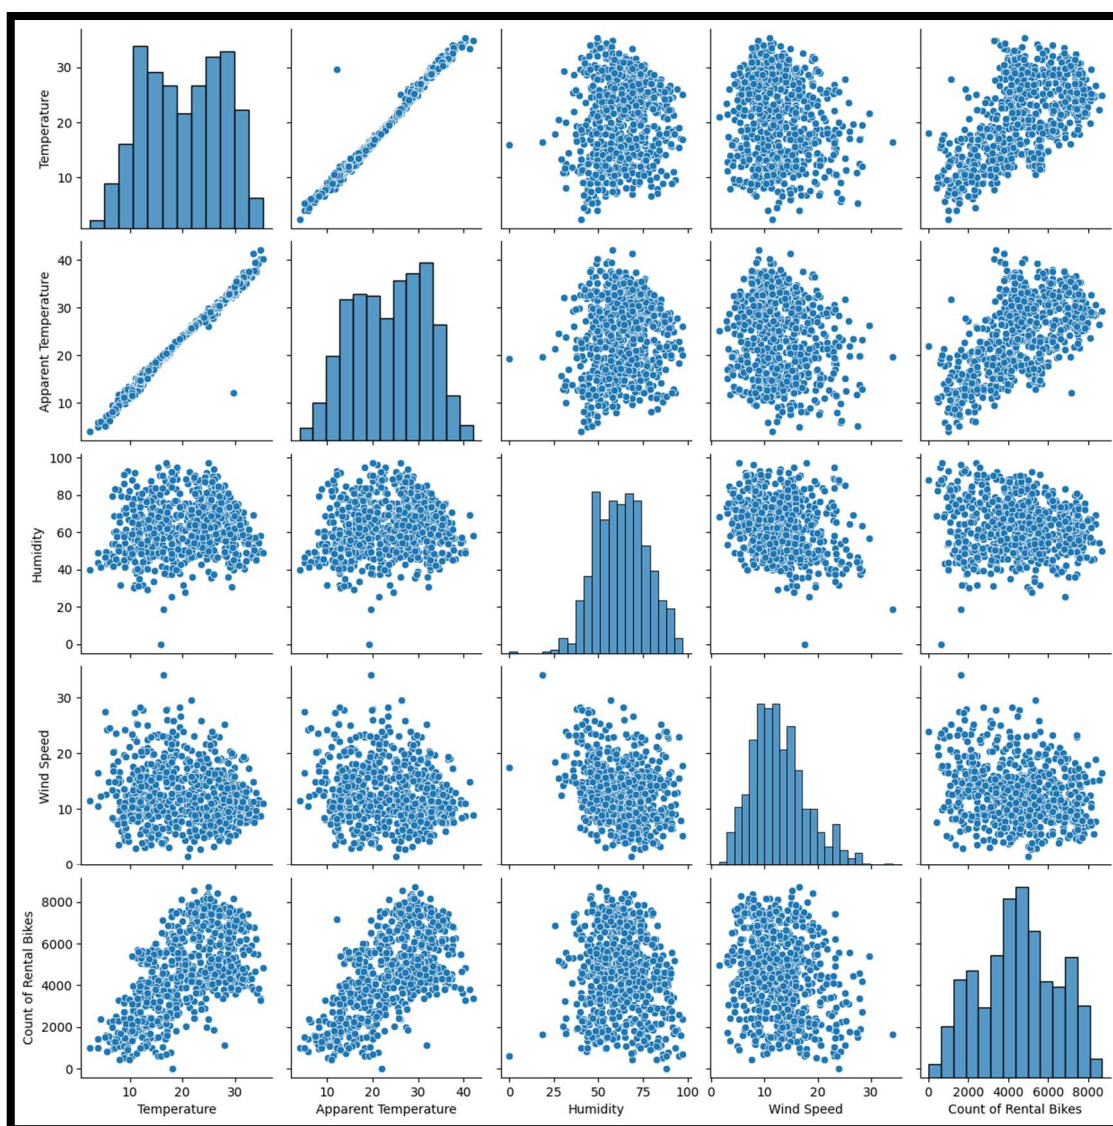 Temperature
30
20
10
Apparent Temperature
40
30
20
10
Humidity
100
80
60
40
20
0
Wind Speed
30
20
10
0
Count of Rental Bikes
8000
6000
4000
2000
0
10 20 30
10 20 30 40
0 25 50 75 100
0 10 20 30
0 2000 4000 6000 8000
Temperature
Apparent Temperature
Humidity
Wind Speed
Count of Rental Bikes